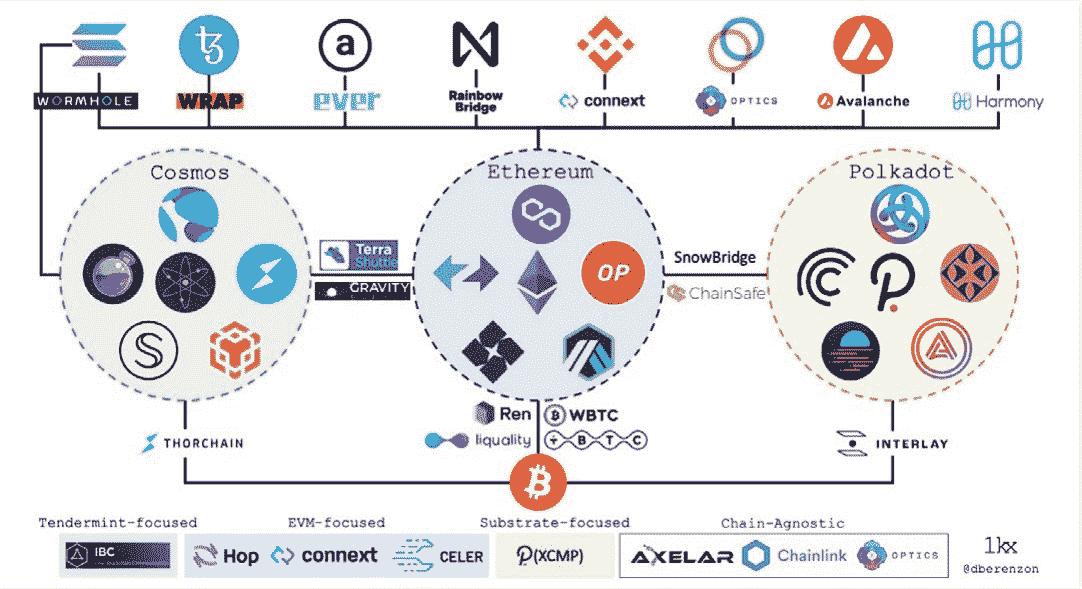 a
WORMHOLE
WRAP
ever
Rainbow
Bridge
connext
OPTICS
Avalanche
Harmony
Cosmos
Ethereum
Polkadot
OP
Terra
Shuttle
GRAVITY
SnowBridge
ChainSafe
Ren
WBTC
liquality
TBTC
THORCHAIN
INTERLAY
Tendermint-focused
EVM-focused
Substrate-focused
Chain-Agnostic
IBC
Hop
connext
CELER
(XCMP)
AXELAR
Chainlink
OPTICS
1kx
@dberenzon